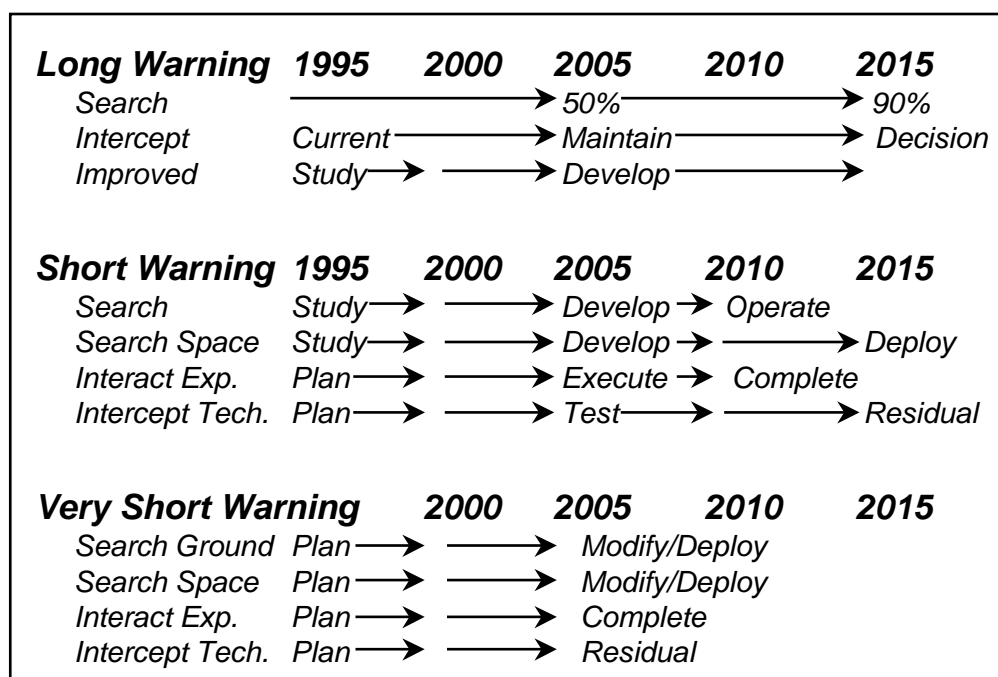 Long Warning 1995 2000 2005 2010 2015
Search 50% 90%
Intercept Current Maintain Decision
Improved Study Develop
Short Warning 1995 2000 2005 2010 2015
Search Study Develop Operate
Search Space Study Develop Deploy
Interact Exp. Plan Execute Complete
Intercept Tech. Plan Test Residual
Very Short Warning 2000 2005 2010 2015
Search Ground Plan Modify/Deploy
Search Space Plan Modify/Deploy
Interact Exp. Plan Complete
Intercept Tech. Plan Residual